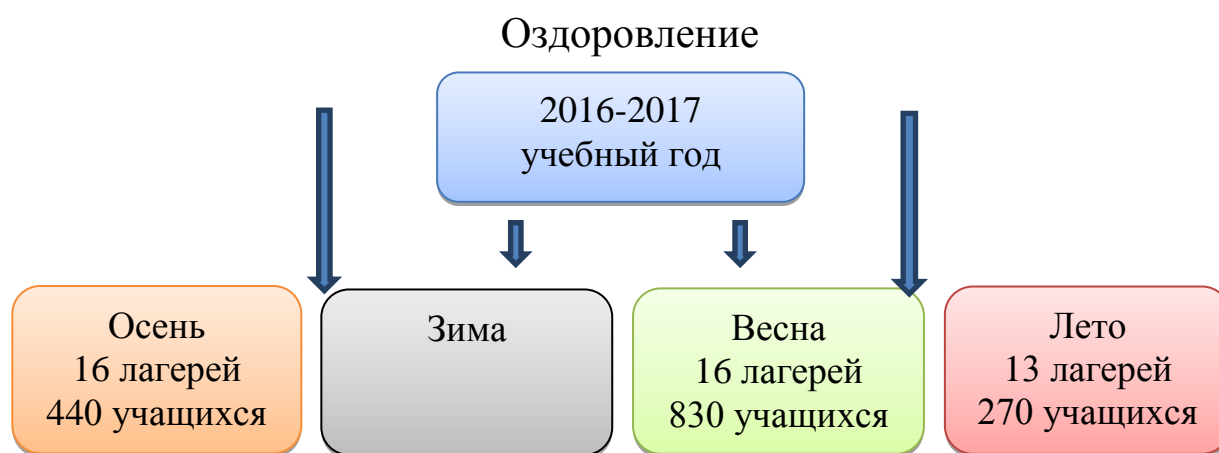 Оздоровление
2016-2017
учебный год
Осень
16 лагерей
440 учащихся
Зима
Весна
16 лагерей
830 учащихся
Лето
13 лагерей
270 учащихся